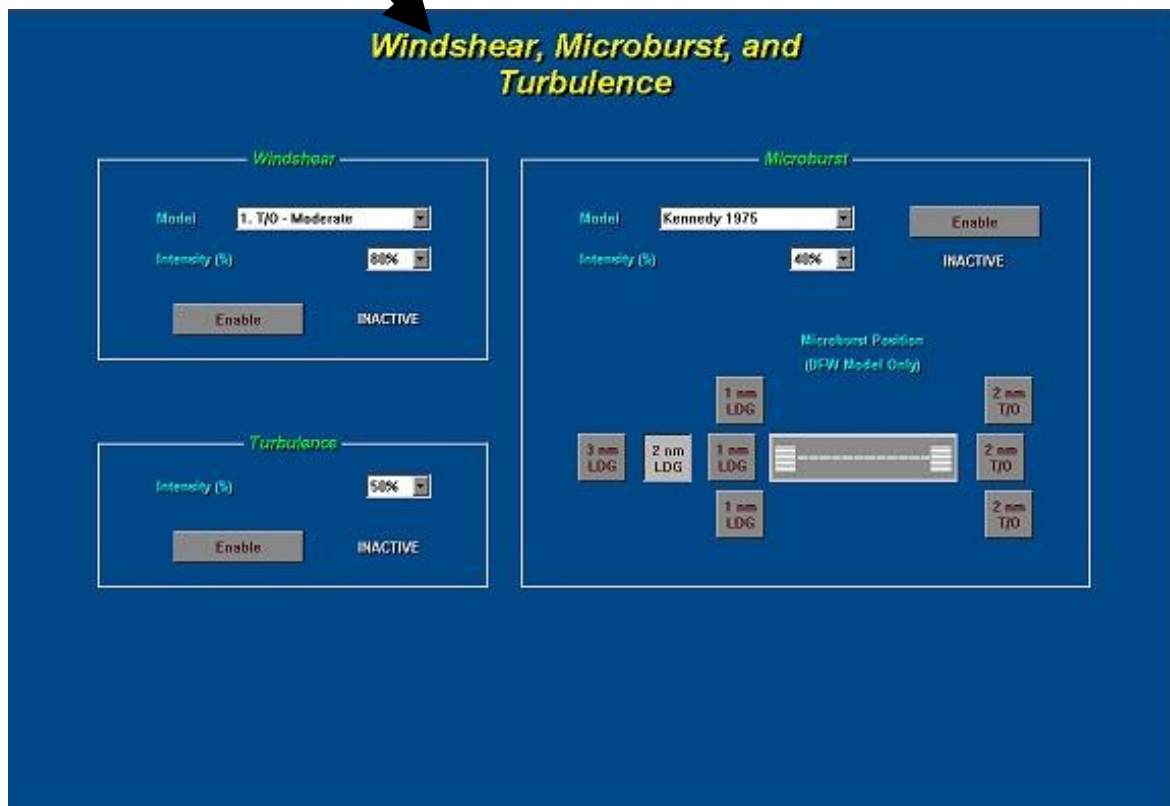 Windshear, Microburst, and
Turbulence
Windshear
Model 1. T/O - Moderate
Intensity (%) 80%
Enable INACTIVE
Turbulence
Intensity (%) 50%
Enable INACTIVE
Microburst
Model Kennedy 1975 Enable
Intensity (%) 40% INACTIVE
Microburst Position
(DFW Model Only)
1 nm
LDG
2 nm
T/O
3 nm
LDG
2 nm
LDG
1 nm
LDG
2 nm
T/O
1 nm
LDG
2 nm
T/O